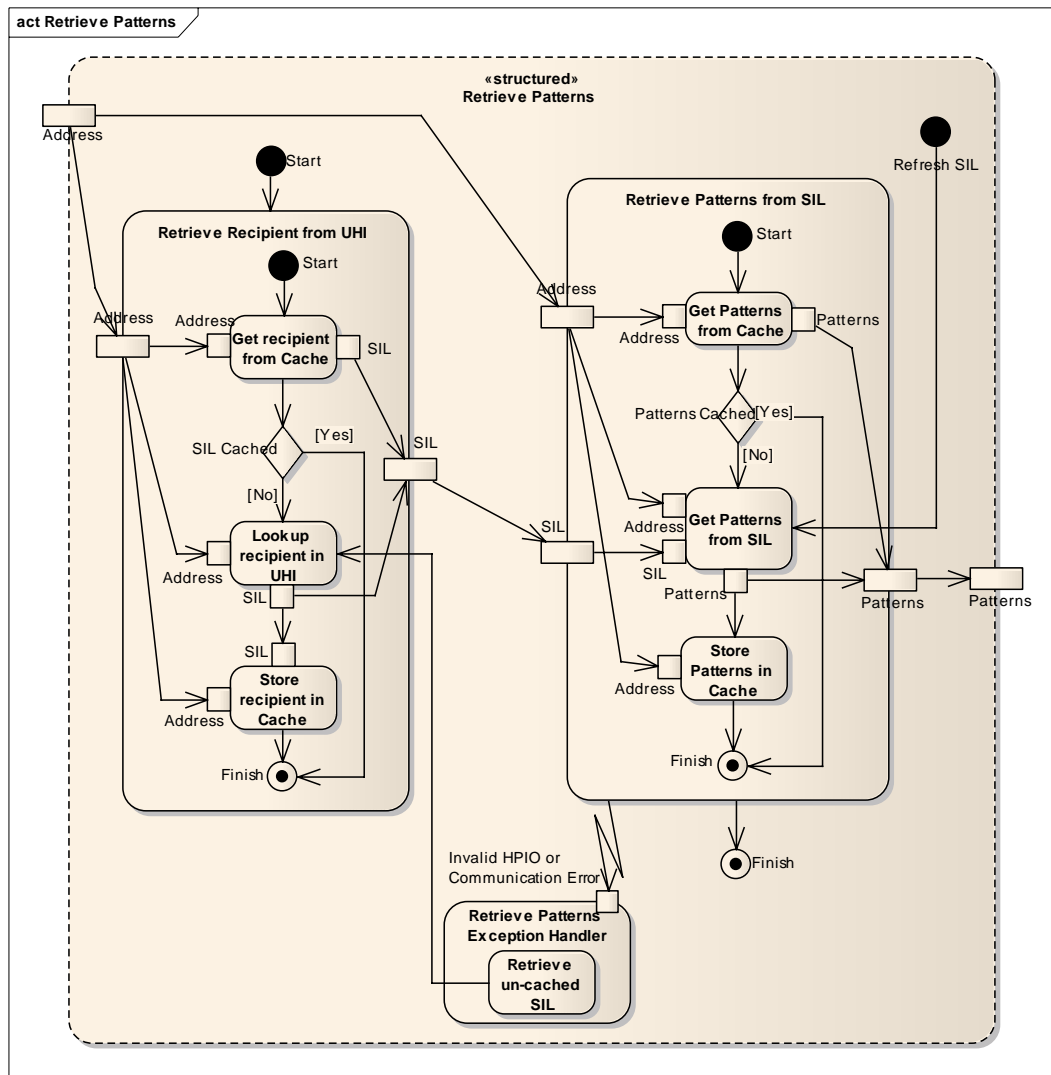 act Retrieve Patterns
«structured»
Retrieve Patterns
Address
Refresh SIL
Start
Retrieve Recipient from UHI
Start
Address
Address
Get recipient
from Cache
SIL
SIL Cached
[Yes]
[No]
SIL
Lookup
recipient in
UHI
Address
SIL
SIL
Store
recipient in
Cache
Address
Finish
Retrieve Patterns from SIL
Start
Address
Get Patterns
from Cache
Address
Patterns
Patterns Cached
[Yes]
[No]
Address
Get Patterns
from SIL
SIL
SIL
Patterns
Patterns
Patterns
Store
Patterns in
Cache
Address
Finish
Finish
Invalid HPIO or
Communication Error
Retrieve Patterns
Exception Handler
Retrieve
un-cached
SIL